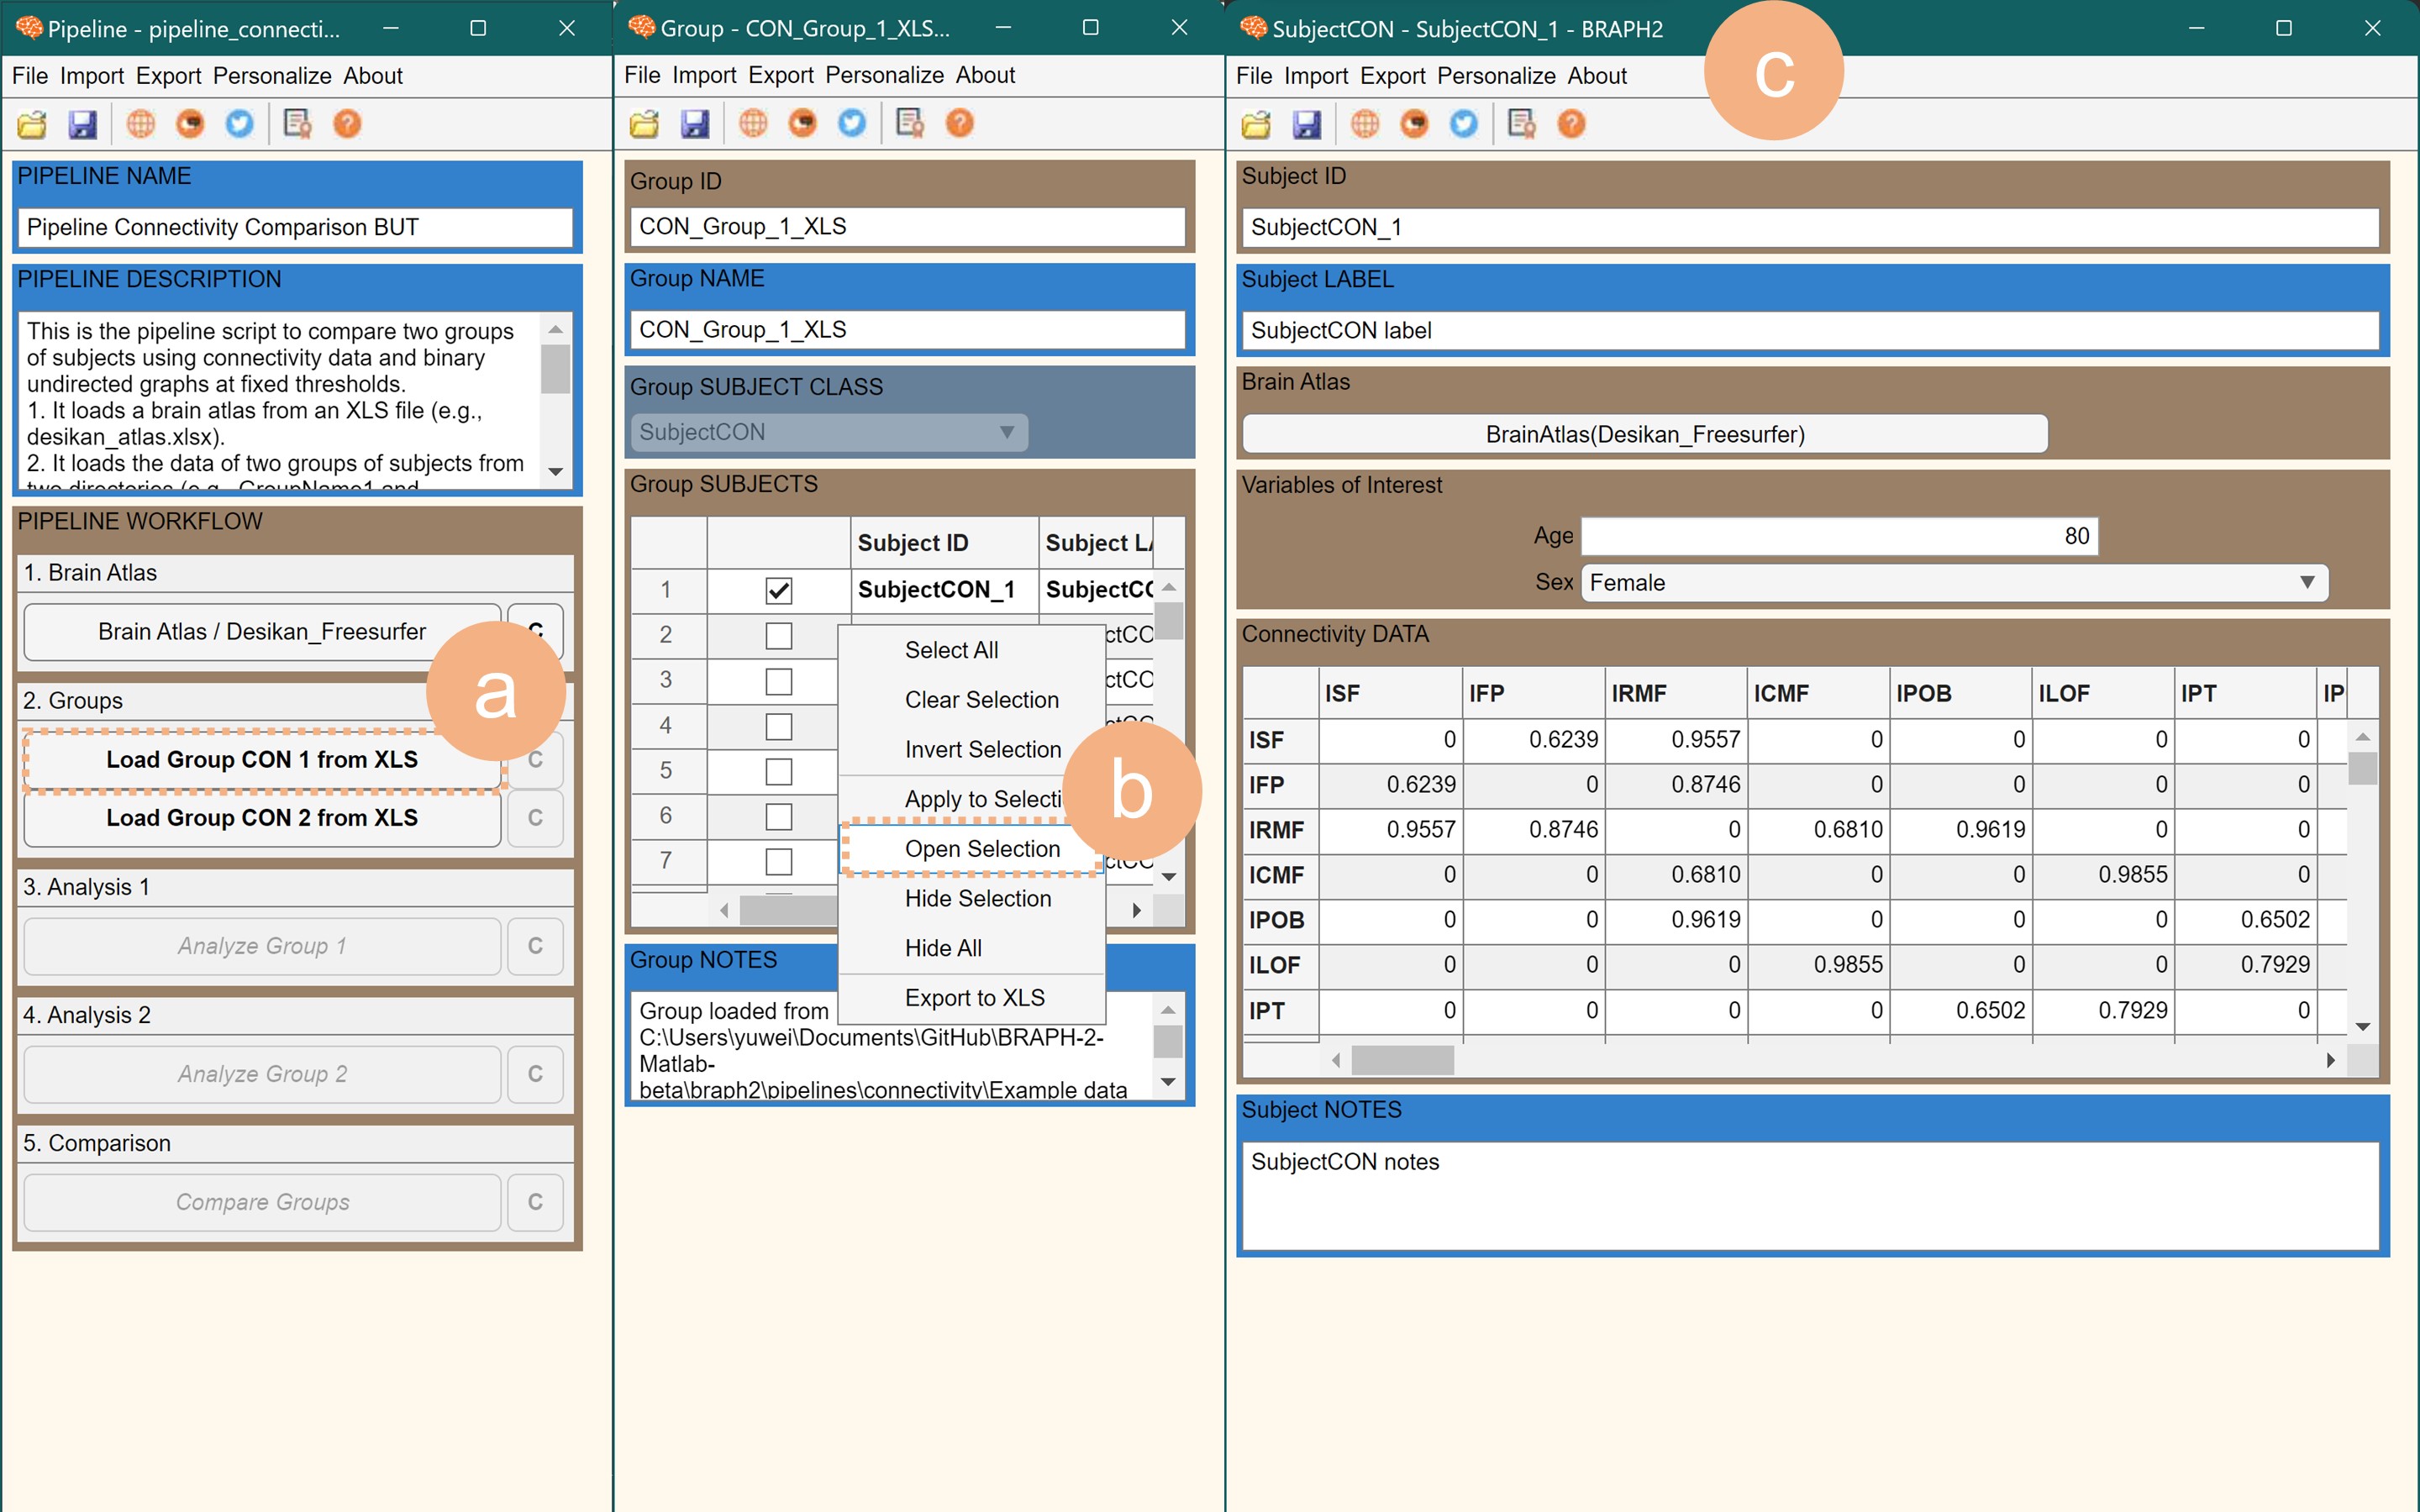 Pipeline - pipeline_connecti...
File Import Export Personalize About
PIPELINE NAME
Pipeline Connectivity Comparison BUT
PIPELINE DESCRIPTION
This is the pipeline script to compare two groups
of subjects using connectivity data and binary
undirected graphs at fixed thresholds.
1. It loads a brain atlas from an XLS file (e.g.,
desikan_atlas.xlsx).
2. It loads the data of two groups of subjects from
two directories (e.g., GroupName1 and
PIPELINE WORKFLOW
1. Brain Atlas
Brain Atlas / Desikan_Freesurfer C
a
2. Groups
Load Group CON 1 from XLS C
Load Group CON 2 from XLS C
3. Analysis 1
Analyze Group 1 C
4. Analysis 2
Analyze Group 2 C
5. Comparison
Compare Groups C
Group - CON_Group_1_XLS...
File Import Export Personalize About
Group ID
CON_Group_1_XLS
Group NAME
CON_Group_1_XLS
Group SUBJECT CLASS
SubjectCON
Group SUBJECTS
Subject ID Subject LA
1 SubjectCON_1 SubjectCO
2 ctCO
3 ctCO
4 ctCO
5
6
7 ctCO
Select All
Clear Selection
Invert Selection
Apply to Selecti
b
Open Selection
Hide Selection
Hide All
Export to XLS
Group NOTES
Group loaded from
C:\Users\yuwei\Documents\GitHub\BRAPH-2-
Matlab-
beta\braph2\pipelines\connectivity\Example data
SubjectCON - SubjectCON_1 - BRAPH2
c
File Import Export Personalize About
Subject ID
SubjectCON_1
Subject LABEL
SubjectCON label
Brain Atlas
BrainAtlas(Desikan_Freesurfer)
Variables of Interest
Age 80
Sex Female
Connectivity DATA
ISF IFP IRMF ICMF IPOB ILOF IPT IP
ISF 0 0.6239 0.9557 0 0 0 0
IFP 0.6239 0 0.8746 0 0 0 0
IRMF 0.9557 0.8746 0 0.6810 0.9619 0 0
ICMF 0 0 0.6810 0 0 0.9855 0
IPOB 0 0 0.9619 0 0 0 0.6502
ILOF 0 0 0 0.9855 0 0 0.7929
IPT 0 0 0 0 0.6502 0.7929 0
Subject NOTES
SubjectCON notes